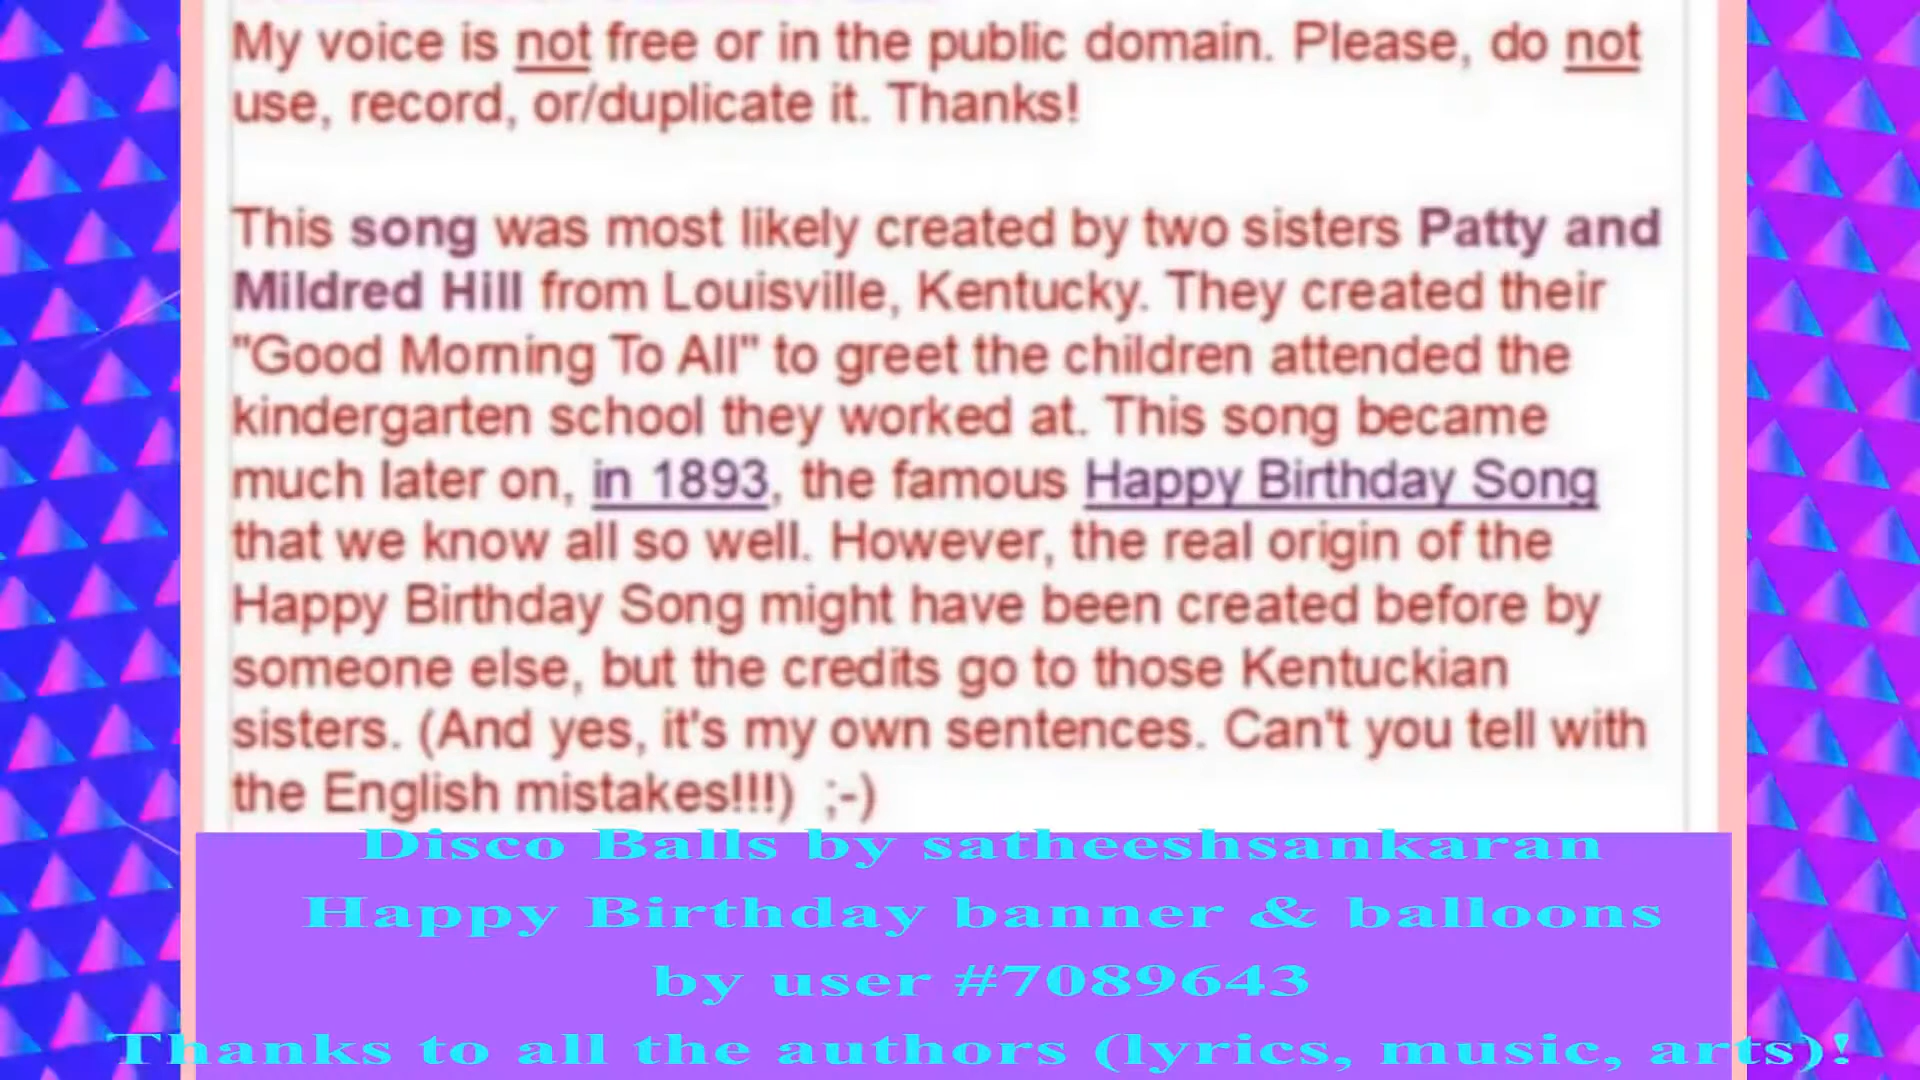 My voice is not free or in the public domain. Please, do not
use, record, or/duplicate it. Thanks!
This song was most likely created by two sisters Patty and
Mildred Hill from Louisville, Kentucky. They created their
"Good Morning To All" to greet the children attended the
kindergarten school they worked at. This song became
much later on, in 1893, the famous Happy Birthday Song
that we know all so well. However, the real origin of the
Happy Birthday Song might have been created before by
someone else, but the credits go to those Kentuckian
sisters. (And yes, it's my own sentences. Can't you tell with
the English mistakes!!!) ;-)
Disco Balls by satheeshsankaran
Happy Birthday banner & balloons
by user #7089643
Thanks to all the authors (lyrics, music, arts)!